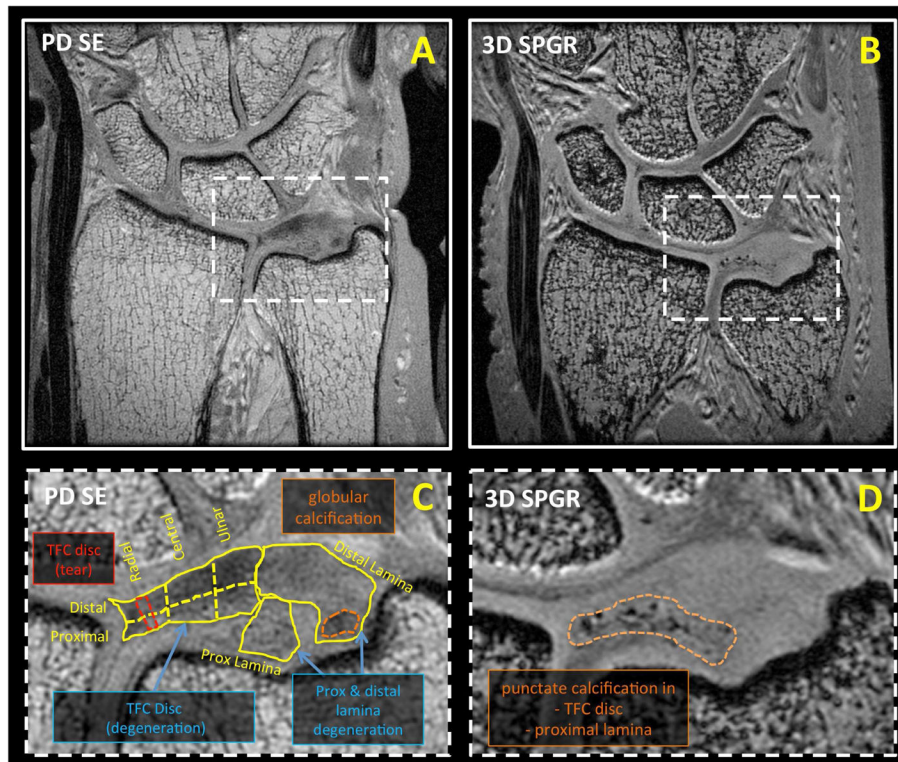 PD SE
A
3D SPGR
B
PD SE
C
globular
calcification
TFC disc
(tear)
Radial
Central
Ulnar
Distal Lamina
Distal
Proximal
Prox Lamina
TFC Disc
(degeneration)
Prox & distal
lamina
degeneration
3D SPGR
D
punctate calcification in
- TFC disc
- proximal lamina